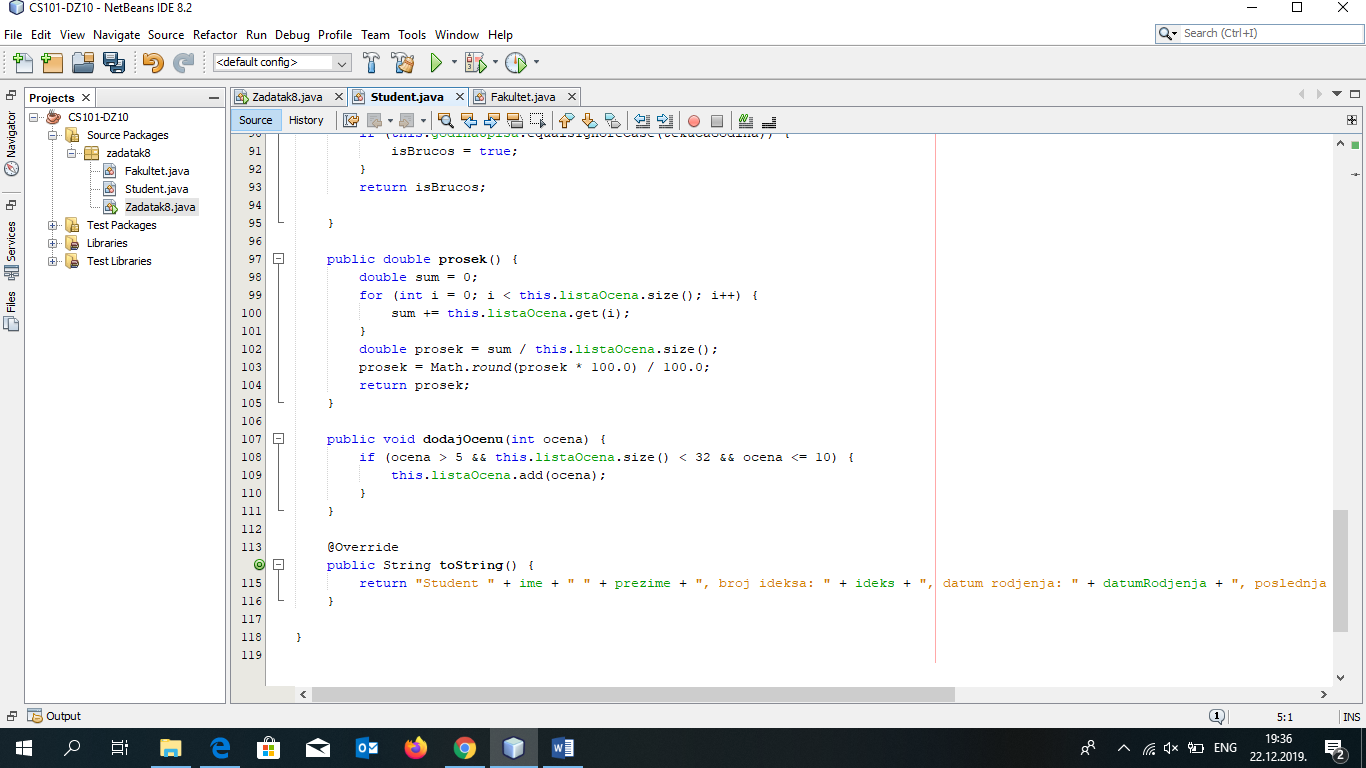 CS101-DZ10 - NetBeans IDE 8.2
File Edit View Navigate Source Refactor Run Debug Profile Team Tools Window Help
Search (Ctrl+I)
<default config>
Projects
Zadatak8.java
Student.java
Fakultet.java
Source History
Navigator
Services
Files
CS101-DZ10
Source Packages
zadatak8
Fakultet.java
Student.java
Zadatak8.java
Test Packages
Libraries
Test Libraries
91 isBrucos = true;
92 }
93 return isBrucos;
94
95 }
96
97 public double prosek() {
98 double sum = 0;
99 for (int i = 0; i < this.listaOcena.size(); i++) {
100 sum += this.listaOcena.get(i);
101 }
102 double prosek = sum / this.listaOcena.size();
103 prosek = Math.round(prosek * 100.0) / 100.0;
104 return prosek;
105 }
106
107 public void dodajOcenu(int ocena) {
108 if (ocena > 5 && this.listaOcena.size() < 32 && ocena <= 10) {
109 this.listaOcena.add(ocena);
110 }
111 }
112
113 @Override
public String toString() {
115 return "Student " + ime + " " + prezime + ", broj ideksa: " + ideks + ", datum rodjenja: " + datumRodjenja + ", poslednja
116 }
117
118 }
119
Output
1
5:1
INS
ENG
19:36
22.12.2019.
2